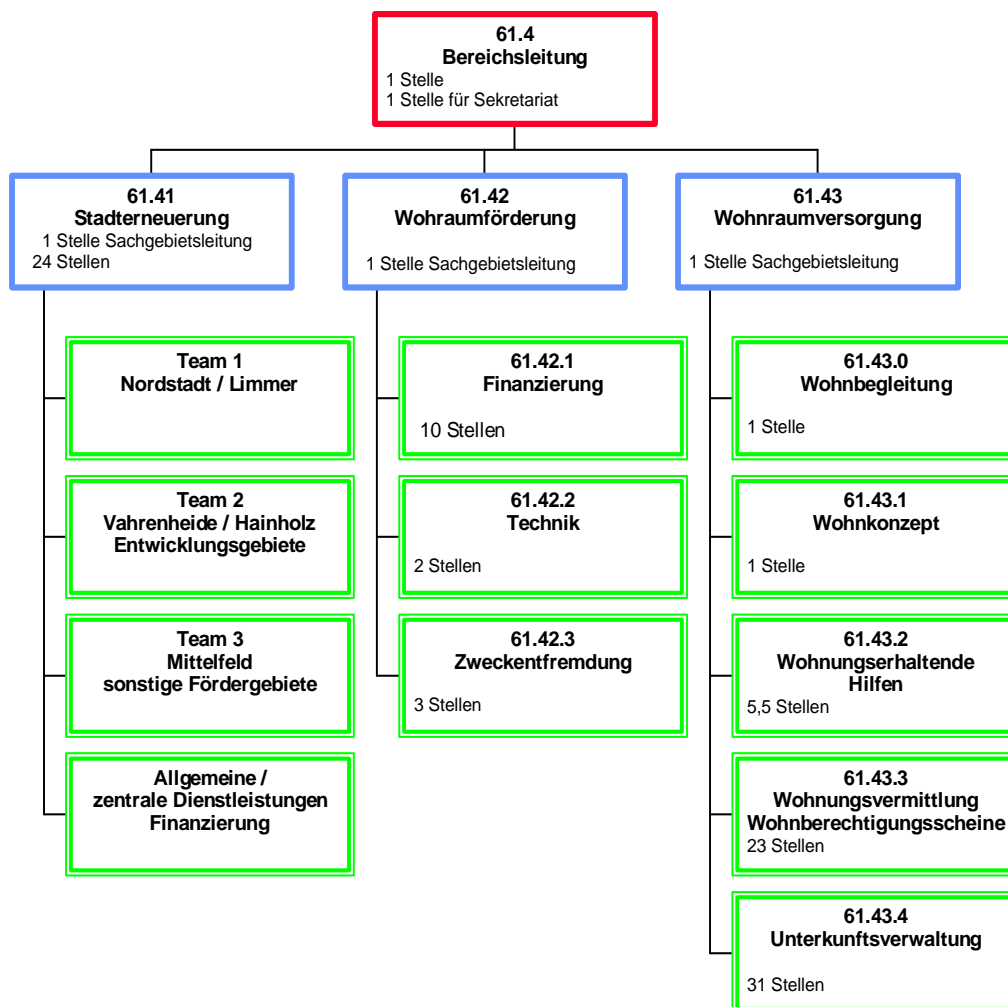 61.4
Bereichsleitung
1 Stelle
1 Stelle für Sekretariat
61.41
Stadterneuerung
1 Stelle Sachgebietsleitung
24 Stellen
61.42
Wohraumförderung
1 Stelle Sachgebietsleitung
61.43
Wohnraumversorgung
1 Stelle Sachgebietsleitung
Team 1
Nordstadt / Limmer
Team 2
Vahrenheide / Hainholz
Entwicklungsgebiete
Team 3
Mittelfeld
sonstige Fördergebiete
Allgemeine /
zentrale Dienstleistungen
Finanzierung
61.42.1
Finanzierung
10 Stellen
61.42.2
Technik
2 Stellen
61.42.3
Zweckentfremdung
3 Stellen
61.43.0
Wohnbegleitung
1 Stelle
61.43.1
Wohnkonzept
1 Stelle
61.43.2
Wohnungserhaltende
Hilfen
5,5 Stellen
61.43.3
Wohnungsvermittlung
Wohnberechtigungsscheine
23 Stellen
61.43.4
Unterkunftsverwaltung
31 Stellen